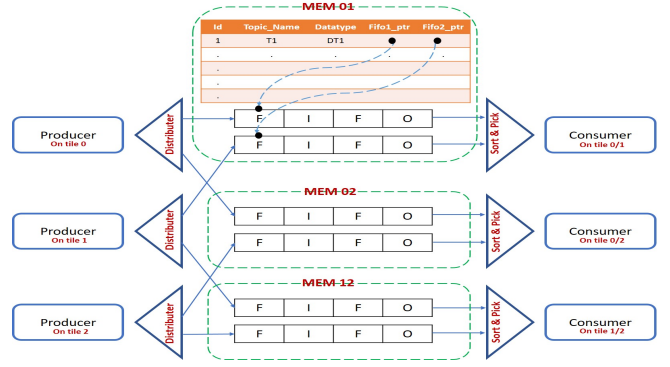 MEM 01
Id Topic_Name Datatype Fifo1_ptr Fifo2_ptr
1 T1 DT1
. . . . .
.
.
.
F I F O
F I F O
Producer
On tile 0
Distributer
Sort & Pick
Consumer
On tile 0/1
MEM 02
F I F O
F I F O
Producer
On tile 1
Distributer
Sort & Pick
Consumer
On tile 0/2
MEM 12
F I F O
F I F O
Producer
On tile 2
Distributer
Sort & Pick
Consumer
On tile 1/2